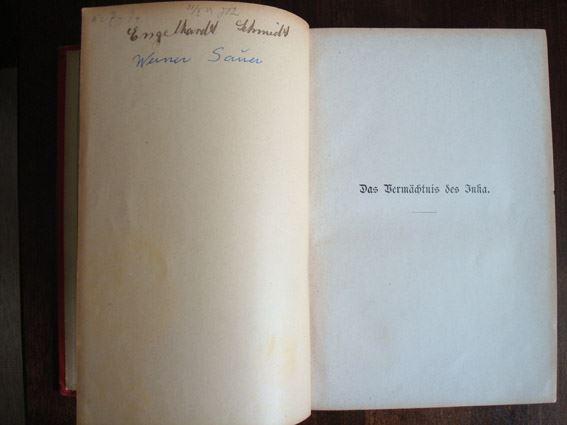 Engelhardt Schmidt
Werner Sauer
Das Vermächtnis des Inka.